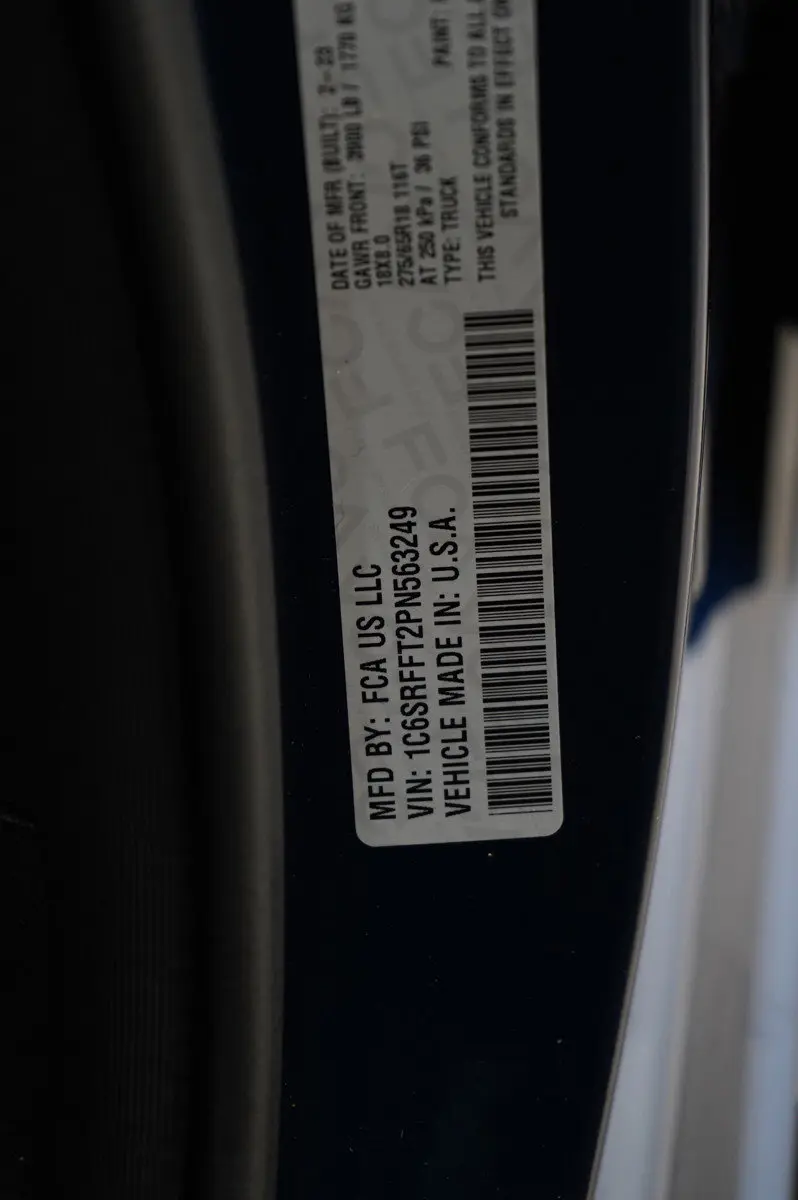 MFD BY: FCA US LLC
VIN: 1C6SRFFT2PN563249
VEHICLE MADE IN: U.S.A.
DATE OF MFR (BUILT): 2-23
GAWR FRONT: 3900 LB / 1770 KG
18X8.0
275/65R18 116T
AT 250 kPa / 36 PSI
TYPE: TRUCK
PAINT:
THIS VEHICLE CONFORMS TO ALL
STANDARDS IN EFFECT